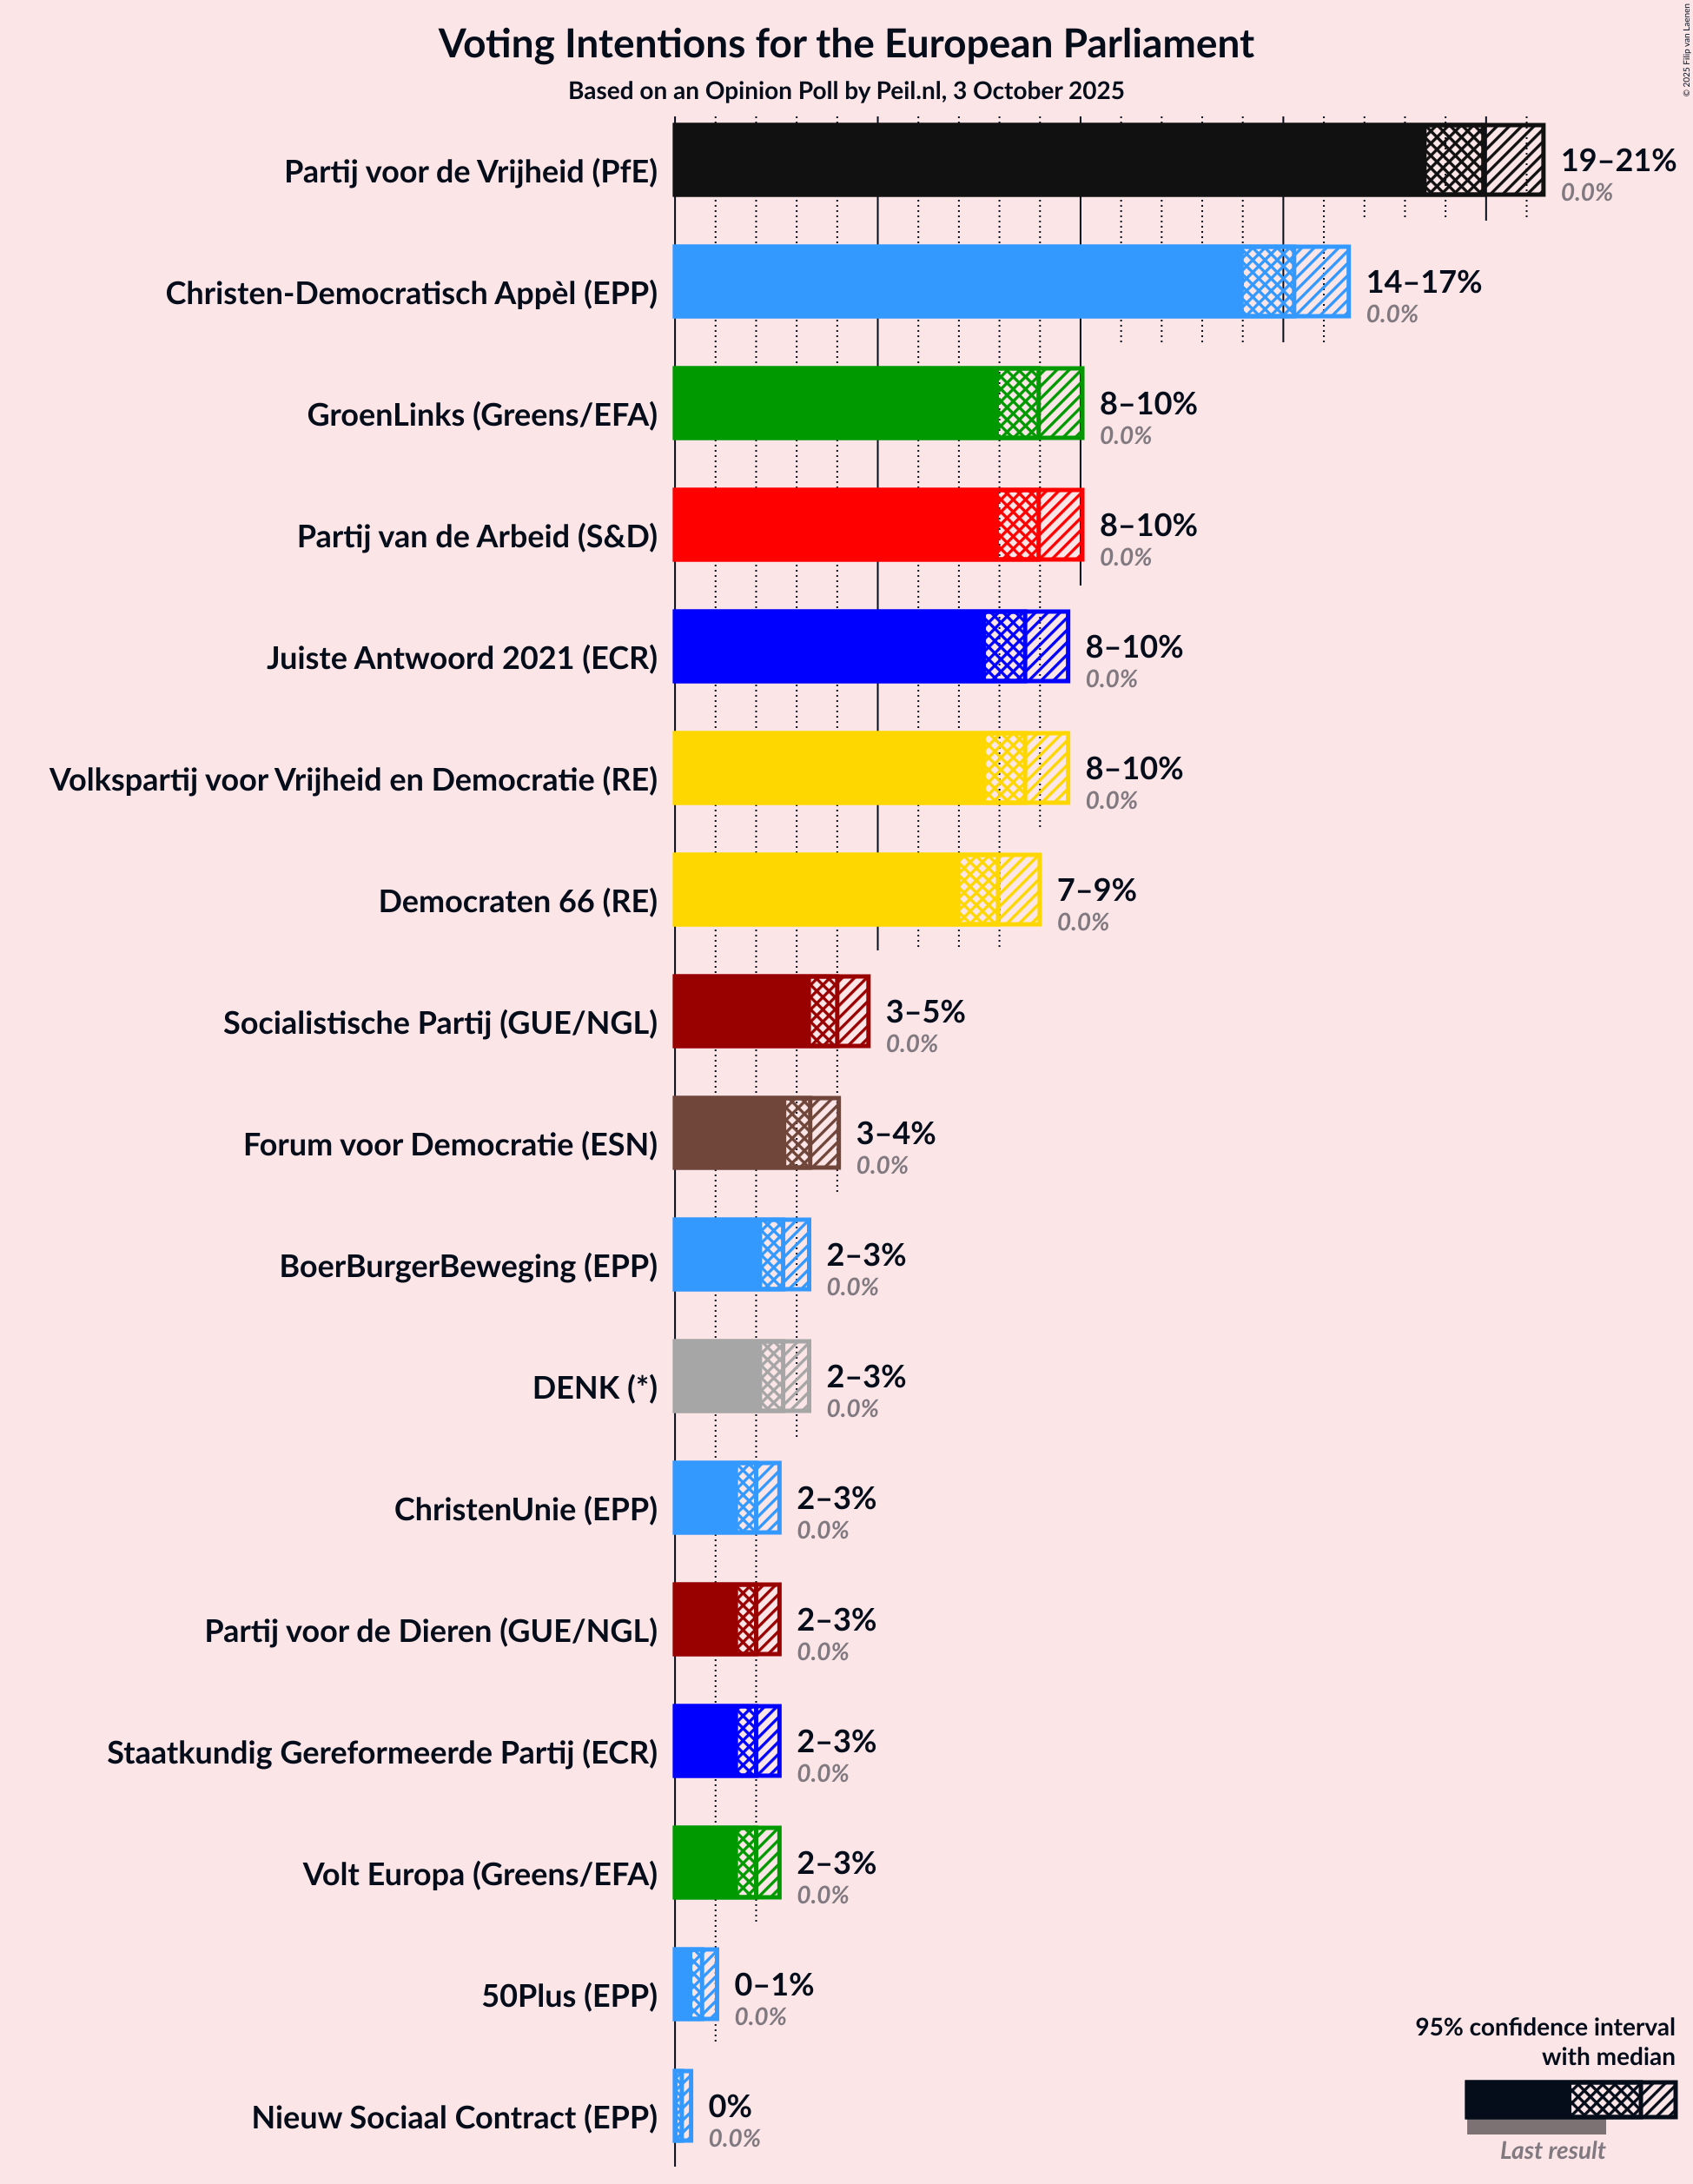 Voting Intentions for the European Parliament
Based on an Opinion Poll by Peil.nl, 3 October 2025
© 2025 Filip van Laenen
Partij voor de Vrijheid (PfE)
19–21%
0.0%
Christen-Democratisch Appèl (EPP)
14–17%
0.0%
GroenLinks (Greens/EFA)
8–10%
0.0%
Partij van de Arbeid (S&D)
8–10%
0.0%
Juiste Antwoord 2021 (ECR)
8–10%
0.0%
Volkspartij voor Vrijheid en Democratie (RE)
8–10%
0.0%
Democraten 66 (RE)
7–9%
0.0%
Socialistische Partij (GUE/NGL)
3–5%
0.0%
Forum voor Democratie (ESN)
3–4%
0.0%
BoerBurgerBeweging (EPP)
2–3%
0.0%
DENK (*)
2–3%
0.0%
ChristenUnie (EPP)
2–3%
0.0%
Partij voor de Dieren (GUE/NGL)
2–3%
0.0%
Staatkundig Gereformeerde Partij (ECR)
2–3%
0.0%
Volt Europa (Greens/EFA)
2–3%
0.0%
50Plus (EPP)
0–1%
0.0%
Nieuw Sociaal Contract (EPP)
0%
0.0%
95% confidence interval
with median
Last result